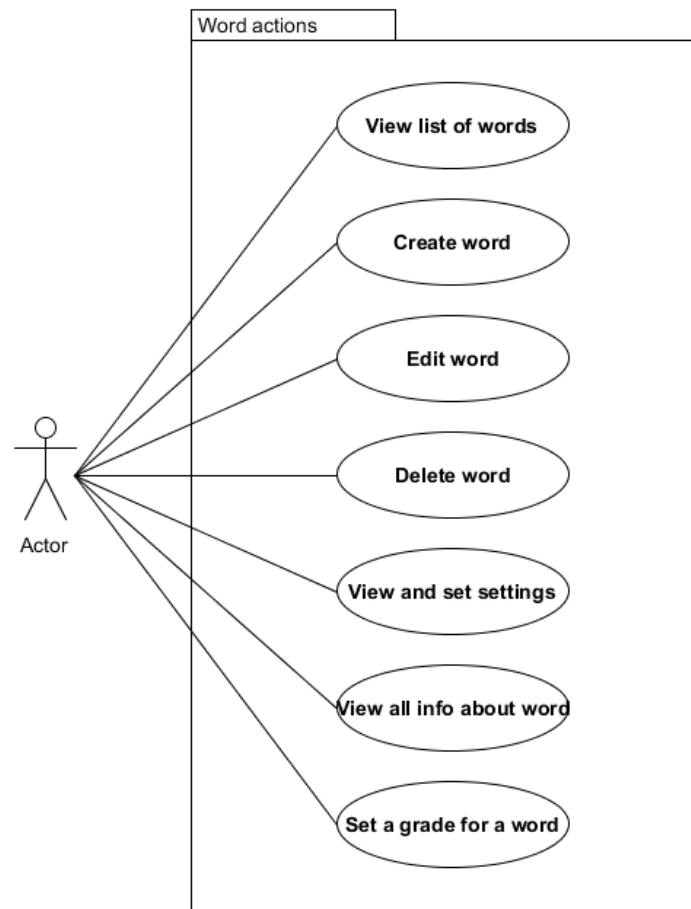 Word actions
View list of words
Create word
Edit word
Delete word
Actor
View and set settings
View all info about word
Set a grade for a word